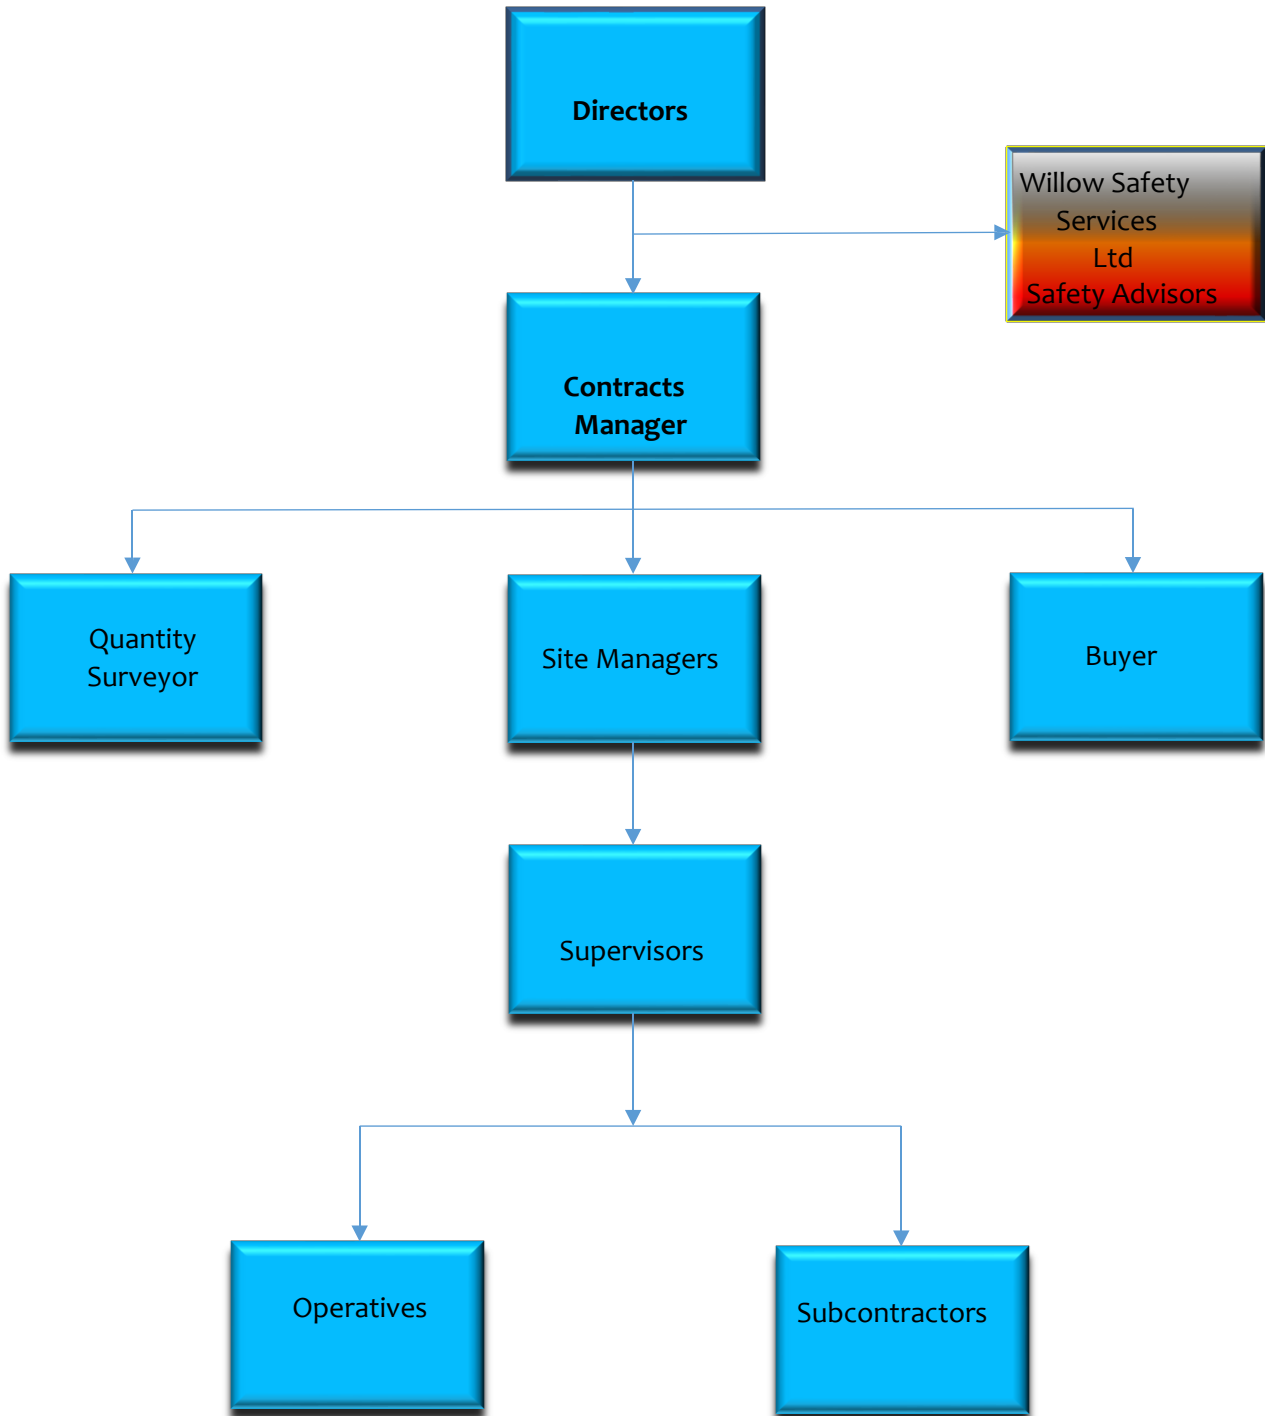 Directors
Willow Safety
Services
Ltd
Safety Advisors
Contracts
Manager
Quantity
Surveyor
Site Managers
Buyer
Supervisors
Operatives
Subcontractors